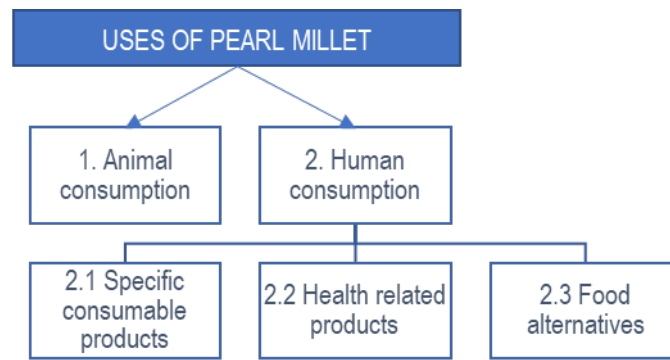 USES OF PEARL MILLET
1. Animal
consumption
2. Human
consumption
2.1 Specific
consumable
products
2.2 Health related
products
2.3 Food
alternatives